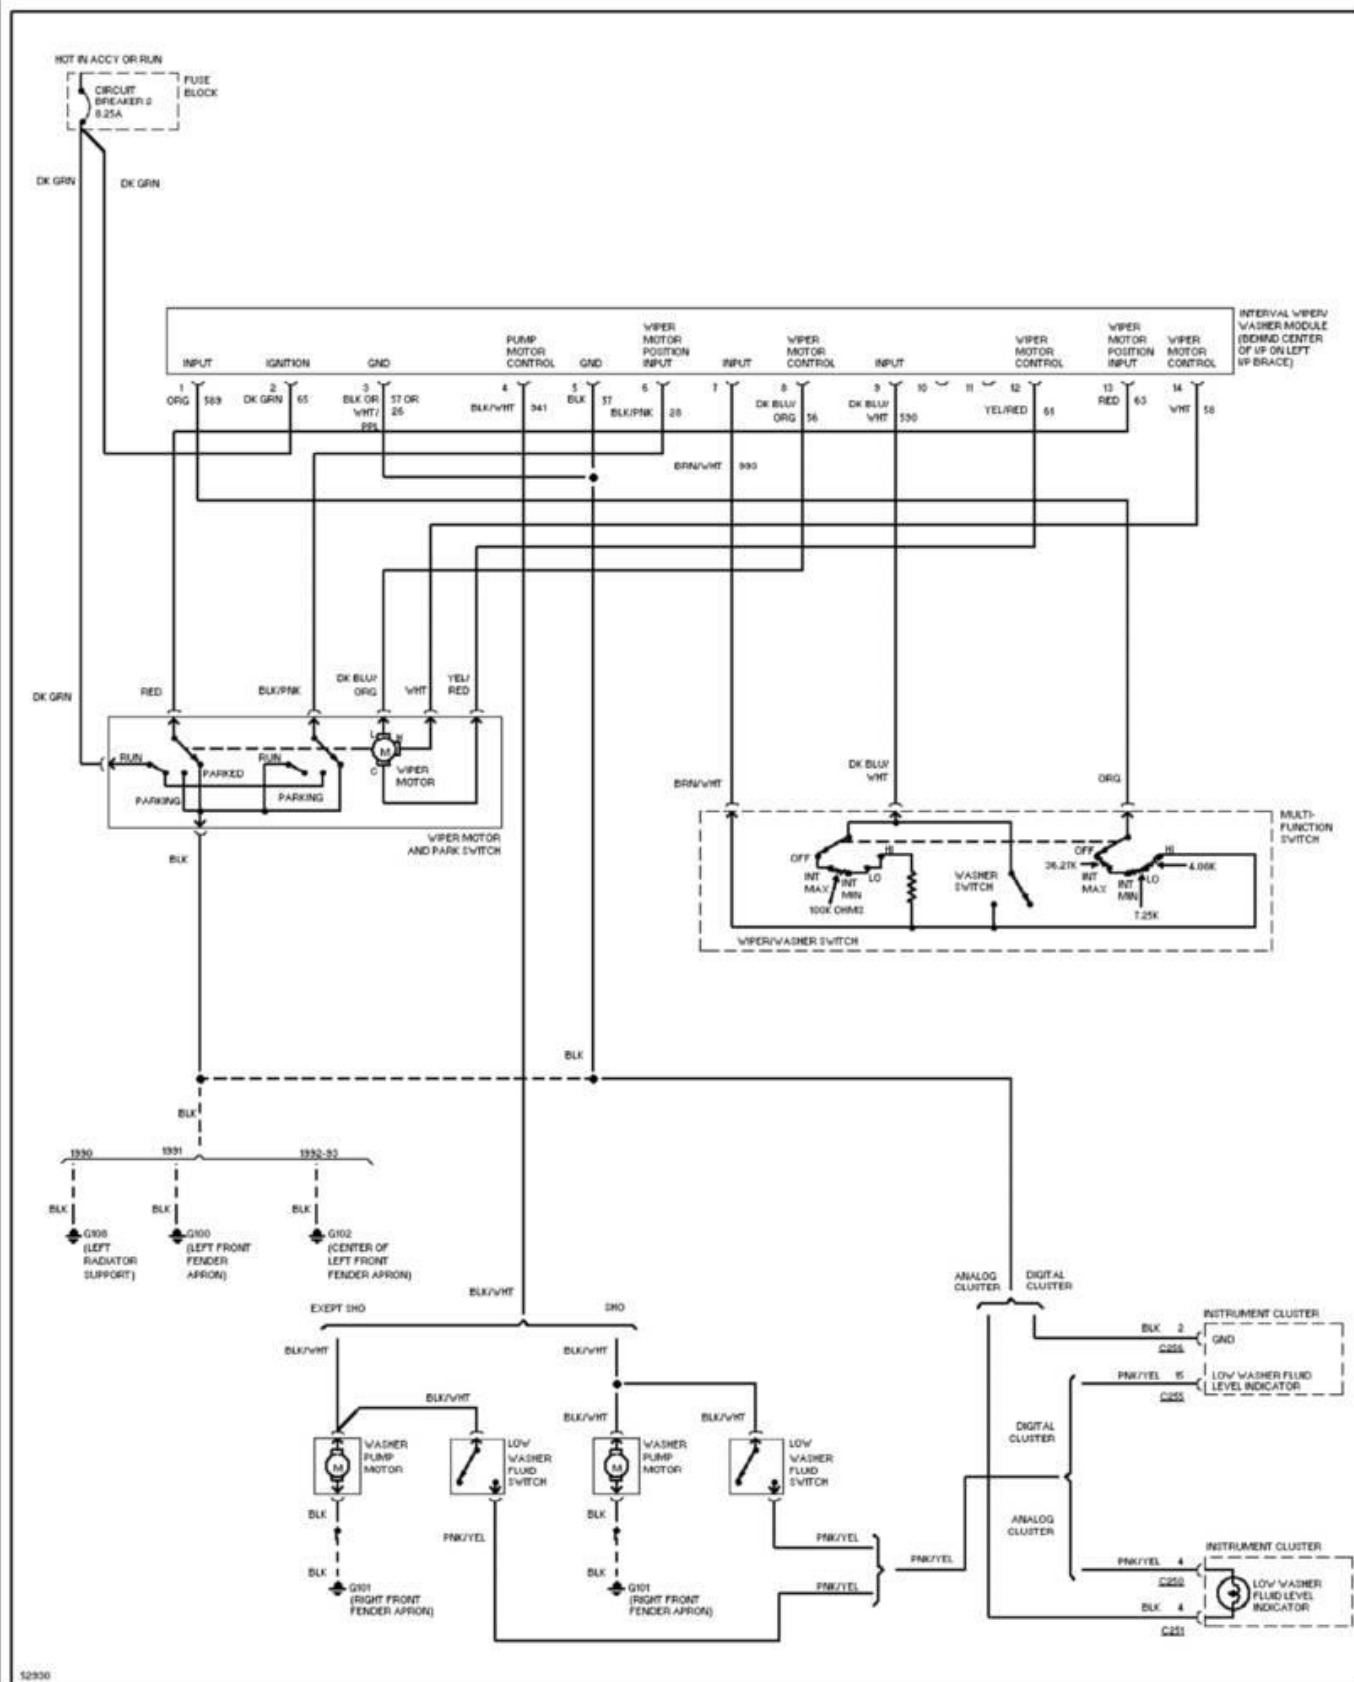 HOT IN ACCY OR RUN
FUSE
BLOCK
CIRCUIT
BREAKER
8.25A
DK GRN
DK GRN
INTERVAL WIPER/
WASHER MODULE
(BEHIND CENTER
OF I/P ON LEFT
I/P BRACE)
INPUT
IGNITION
GND
PUMP
MOTOR
CONTROL
GND
WIPER
MOTOR
POSITION
INPUT
INPUT
WIPER
MOTOR
CONTROL
INPUT
WIPER
MOTOR
CONTROL
WIPER
MOTOR
POSITION
INPUT
WIPER
MOTOR
CONTROL
1 2 3 4 5 6 7 8 9 10 11 12 13 14
ORG 589
DK GRN 65
BLK OR 57 OR
WHT/ 26
PPL
BLK/WHT 941
BLK 57
BLK/PNK 28
BRN/WHT 993
DK BLU/
ORG 56
DK BLU/
WHT 590
YEL/RED 61
RED 63
WHT 58
DK GRN
RED
BLK/PNK
DK BLU/
ORG
WHT
YEL/
RED
RUN
PARKED
PARKING
RUN
PARKING
L
H
M
C
WIPER
MOTOR
WIPER MOTOR
AND PARK SWITCH
BLK
BRN/WHT
DK BLU/
WHT
ORG
MULTI-
FUNCTION
SWITCH
OFF
INT
MAX
INT
MIN
LO
HI
100K OHMS
WASHER
SWITCH
OFF
36.27K
INT
MAX
INT
MIN
LO
HI
4.08K
7.25K
WIPER/WASHER SWITCH
BLK
BLK
1990
1991
1992-93
BLK
BLK
BLK
G108
(LEFT
RADIATOR
SUPPORT)
G100
(LEFT FRONT
FENDER
APRON)
G102
(CENTER OF
LEFT FRONT
FENDER APRON)
BLK/WHT
EXEPT SHO
SHO
BLK/WHT
BLK/WHT
BLK/WHT
BLK/WHT
BLK/WHT
M
WASHER
PUMP
MOTOR
LOW
WASHER
FLUID
SWITCH
M
WASHER
PUMP
MOTOR
LOW
WASHER
FLUID
SWITCH
BLK
PNK/YEL
BLK
BLK
BLK
G101
(RIGHT FRONT
FENDER APRON)
G101
(RIGHT FRONT
FENDER APRON)
PNK/YEL
PNK/YEL
PNK/YEL
ANALOG
CLUSTER
DIGITAL
CLUSTER
INSTRUMENT CLUSTER
BLK 2
C256
GND
PNK/YEL 15
C255
LOW WASHER FLUID
LEVEL INDICATOR
DIGITAL
CLUSTER
ANALOG
CLUSTER
INSTRUMENT CLUSTER
PNK/YEL 4
C250
LOW WASHER
FLUID LEVEL
INDICATOR
BLK 4
C251
52930